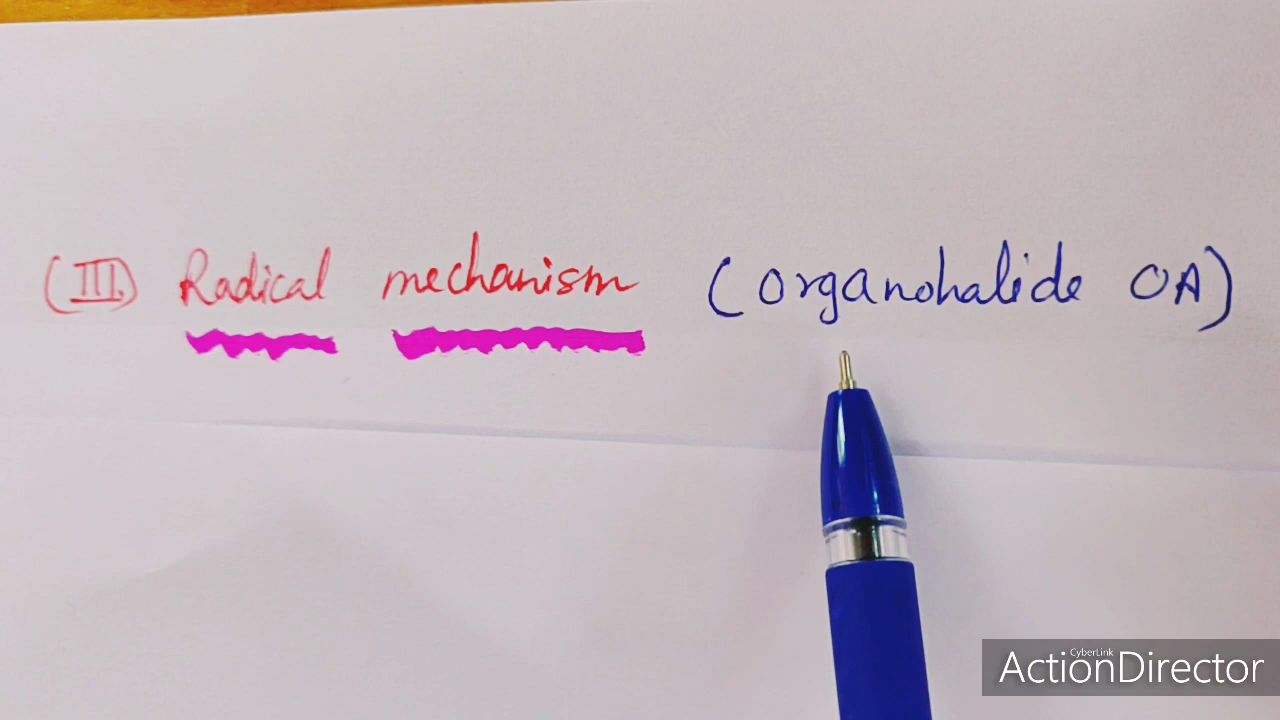 (III.) Radical mechanism (organohalide OA)
CyberLink
ActionDirector